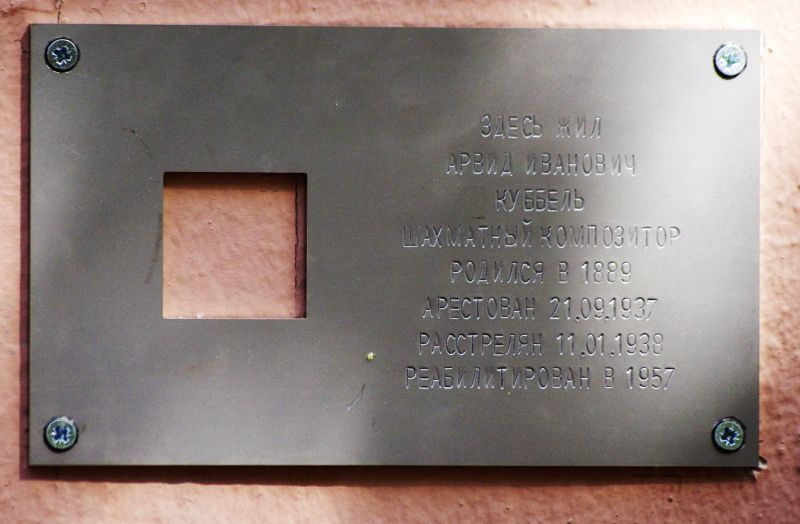 ЗДЕСЬ ЖИЛ
АРВИД ИВАНОВИЧ
КУББЕЛЬ
ШАХМАТНЫЙ КОМПОЗИТОР
РОДИЛСЯ В 1889
АРЕСТОВАН 21.09.1937
РАССТРЕЛЯН 11.01.1938
РЕАБИЛИТИРОВАН В 1957